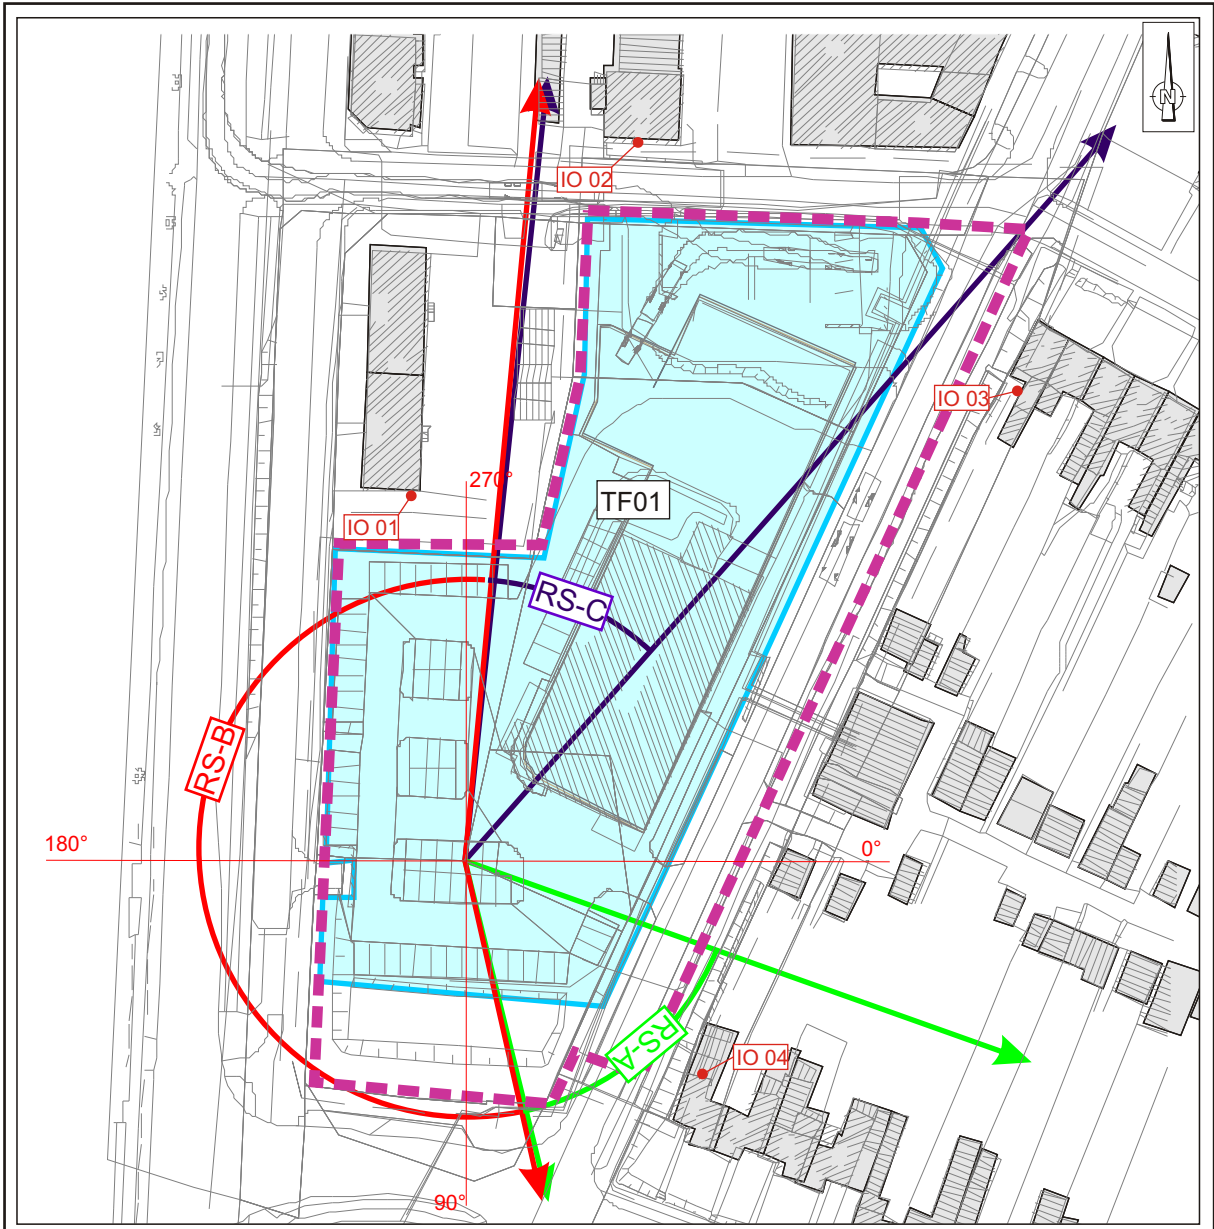 N
IO 02
IO 03
270°
TF01
IO 01
RS-C
RS-B
180°
0°
RS-A
IO 04
90°